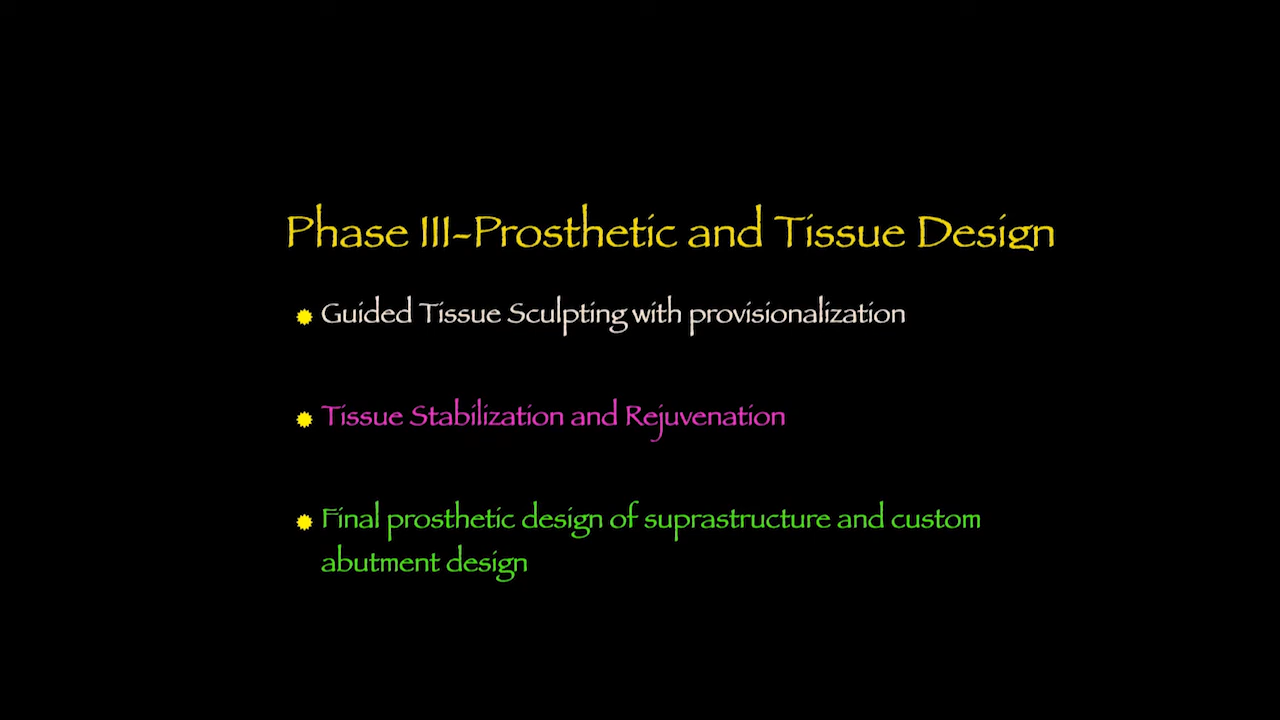 Phase III-Prosthetic and Tissue Design
Guided Tissue Sculpting with provisionalization
Tissue Stabilization and Rejuvenation
Final prosthetic design of suprastructure and custom
abutment design